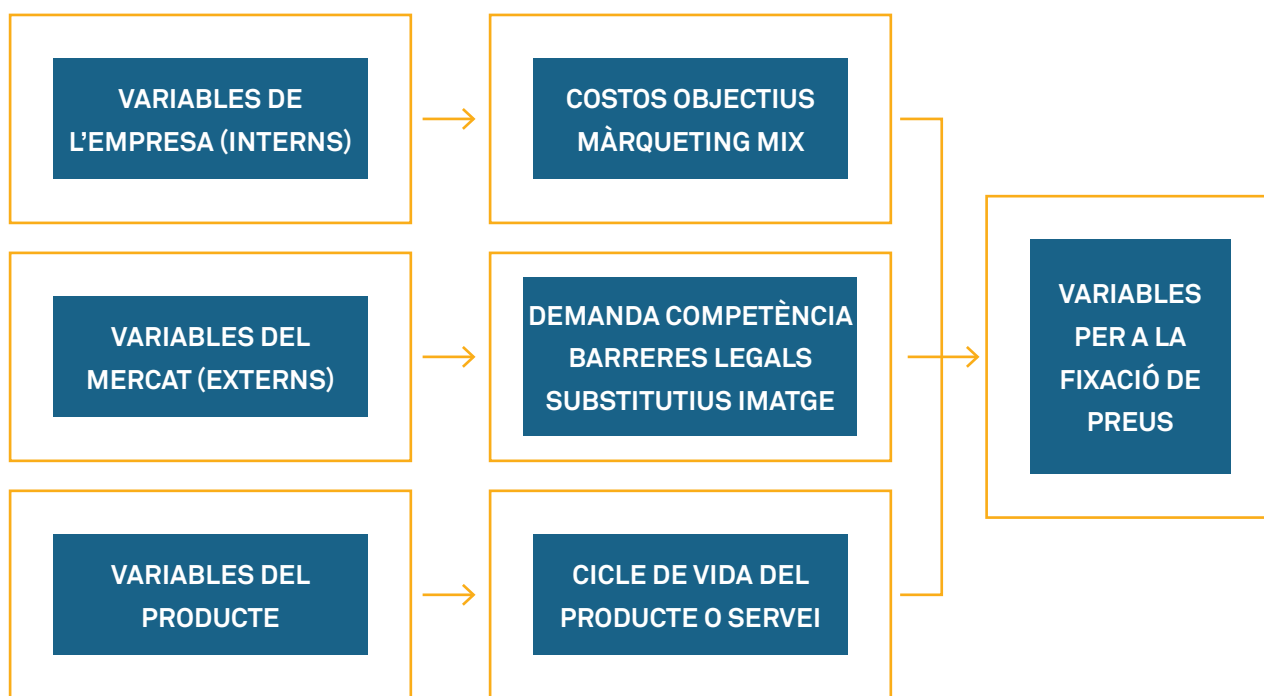 VARIABLES DE
L’EMPRESA (INTERNS)
COSTOS OBJECTIUS
MÀRQUETING MIX
VARIABLES DEL
MERCAT (EXTERNS)
DEMANDA COMPETÈNCIA
BARRERES LEGALS
SUBSTITUTIUS IMATGE
VARIABLES DEL
PRODUCTE
CICLE DE VIDA DEL
PRODUCTE O SERVEI
VARIABLES
PER A LA
FIXACIÓ DE
PREUS